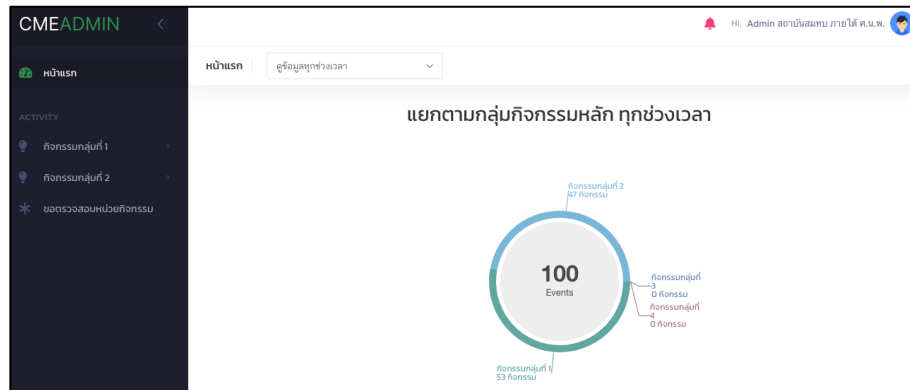 CMEADMIN
Hi, Admin สถาบันสมทบ ภายใต้ ศ.น.พ.
หน้าแรก
หน้าแรก
ดูข้อมูลทุกช่วงเวลา
ACTIVITY
กิจกรรมกลุ่มที่ 1
กิจกรรมกลุ่มที่ 2
ขอตรวจสอบหน่วยกิจกรรม
แยกตามกลุ่มกิจกรรมหลัก ทุกช่วงเวลา
กิจกรรมกลุ่มที่ 2
47 กิจกรรม
100
Events
กิจกรรมกลุ่มที่
3
0 กิจกรรม
กิจกรรมกลุ่มที่
4
0 กิจกรรม
กิจกรรมกลุ่มที่ 1
53 กิจกรรม